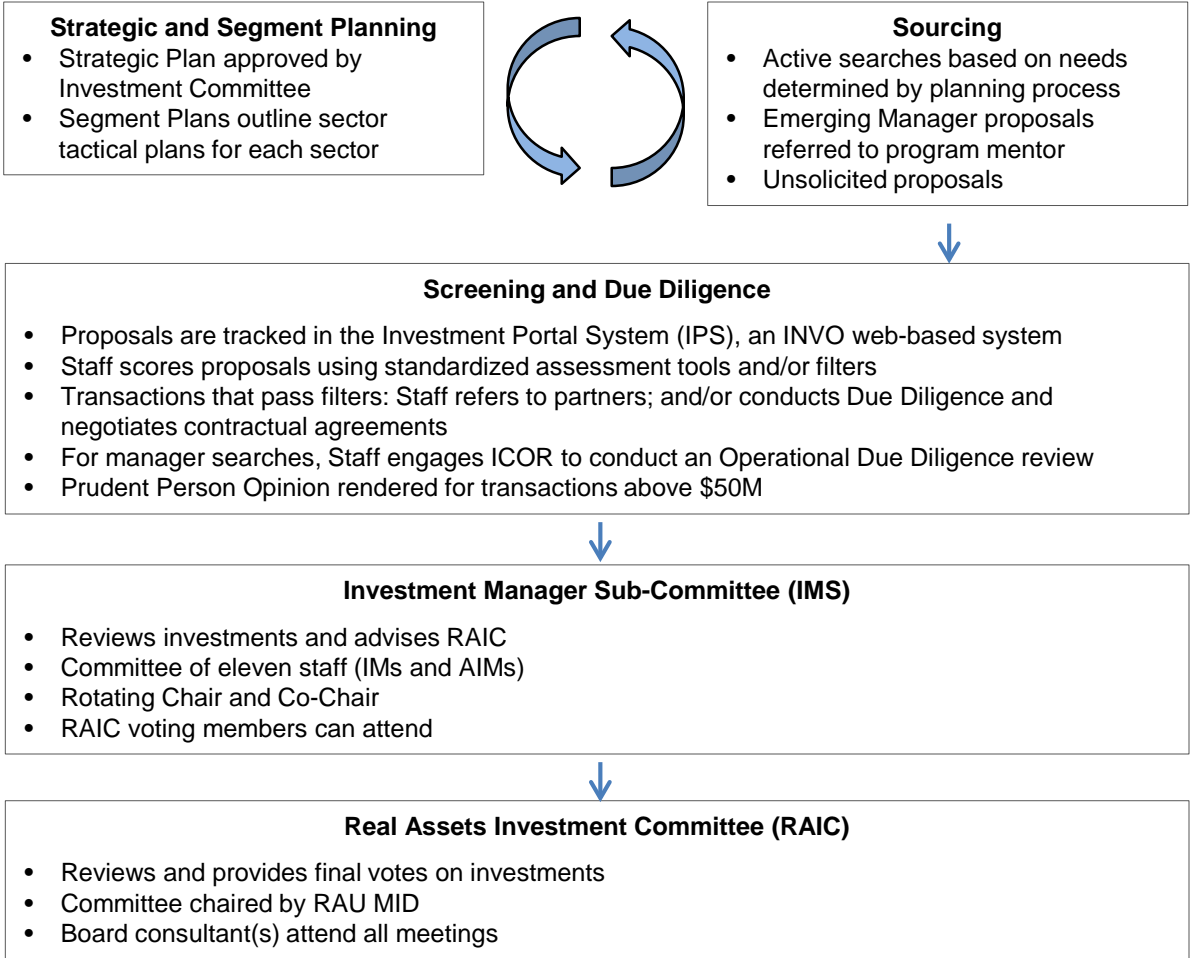 Strategic and Segment Planning
• Strategic Plan approved by
Investment Committee
• Segment Plans outline sector
tactical plans for each sector
Sourcing
• Active searches based on needs
determined by planning process
• Emerging Manager proposals
referred to program mentor
• Unsolicited proposals
Screening and Due Diligence
• Proposals are tracked in the Investment Portal System (IPS), an INVO web-based system
• Staff scores proposals using standardized assessment tools and/or filters
• Transactions that pass filters: Staff refers to partners; and/or conducts Due Diligence and
negotiates contractual agreements
• For manager searches, Staff engages ICOR to conduct an Operational Due Diligence review
• Prudent Person Opinion rendered for transactions above $50M
Investment Manager Sub-Committee (IMS)
• Reviews investments and advises RAIC
• Committee of eleven staff (IMs and AIMs)
• Rotating Chair and Co-Chair
• RAIC voting members can attend
Real Assets Investment Committee (RAIC)
• Reviews and provides final votes on investments
• Committee chaired by RAU MID
• Board consultant(s) attend all meetings